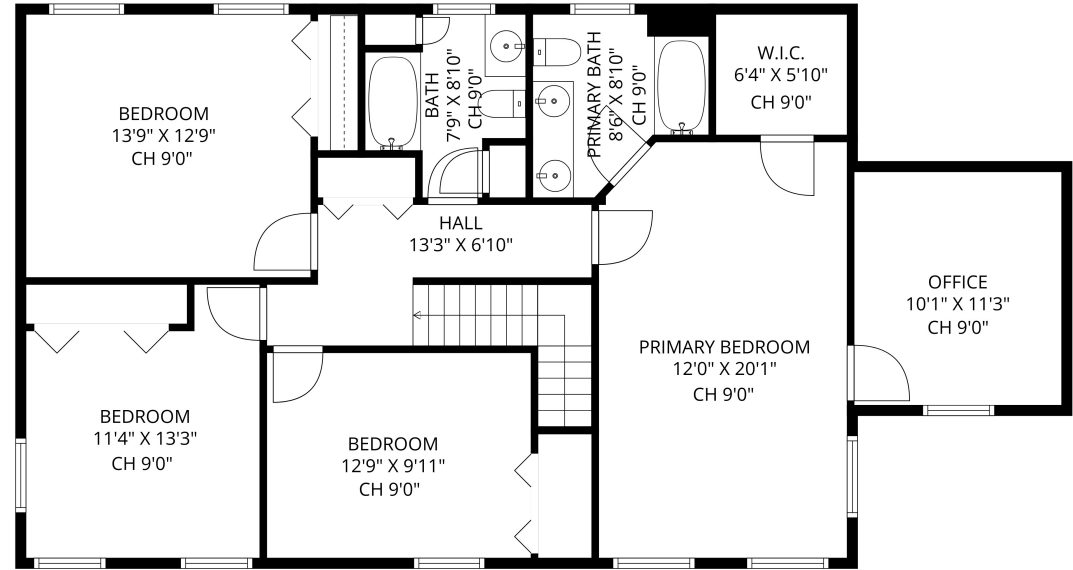 BEDROOM
13'9" X 12'9"
CH 9'0"
BATH
7'9" X 8'10"
CH 9'0"
PRIMARY BATH
8'6" X 8'10"
CH 9'0"
W.I.C.
6'4" X 5'10"
CH 9'0"
HALL
13'3" X 6'10"
OFFICE
10'1" X 11'3"
CH 9'0"
PRIMARY BEDROOM
12'0" X 20'1"
CH 9'0"
BEDROOM
11'4" X 13'3"
CH 9'0"
BEDROOM
12'9" X 9'11"
CH 9'0"